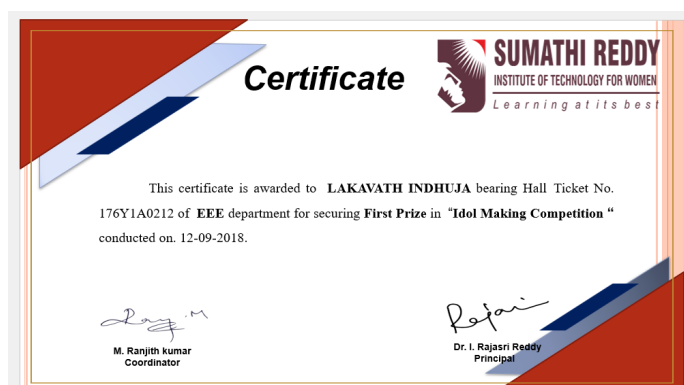 SUMATHI REDDY
INSTITUTE OF TECHNOLOGY FOR WOMEN
Learning at its best
Certificate
This certificate is awarded to LAKAVATH INDHUJA bearing Hall Ticket No.
176Y1A0212 of EEE department for securing First Prize in “Idol Making Competition “
conducted on. 12-09-2018.
M. Ranjith kumar
Coordinator
Dr. I. Rajasri Reddy
Principal